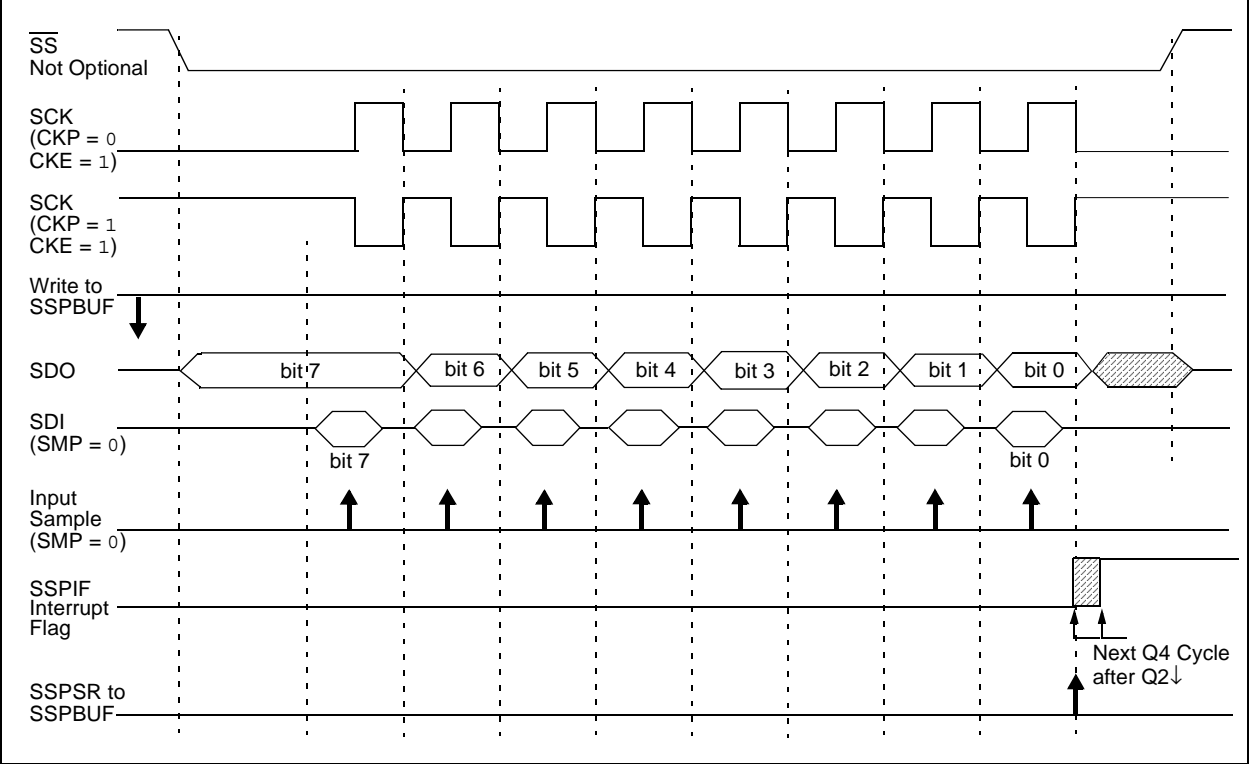 SS
Not Optional
SCK
(CKP = 0
CKE = 1)
SCK
(CKP = 1
CKE = 1)
Write to
SSPBUF
SDO
bit 7
bit 6
bit 5
bit 4
bit 3
bit 2
bit 1
bit 0
SDI
(SMP = 0)
bit 7
bit 0
Input
Sample
(SMP = 0)
SSPIF
Interrupt
Flag
Next Q4 Cycle
after Q2↓
SSPSR to
SSPBUF